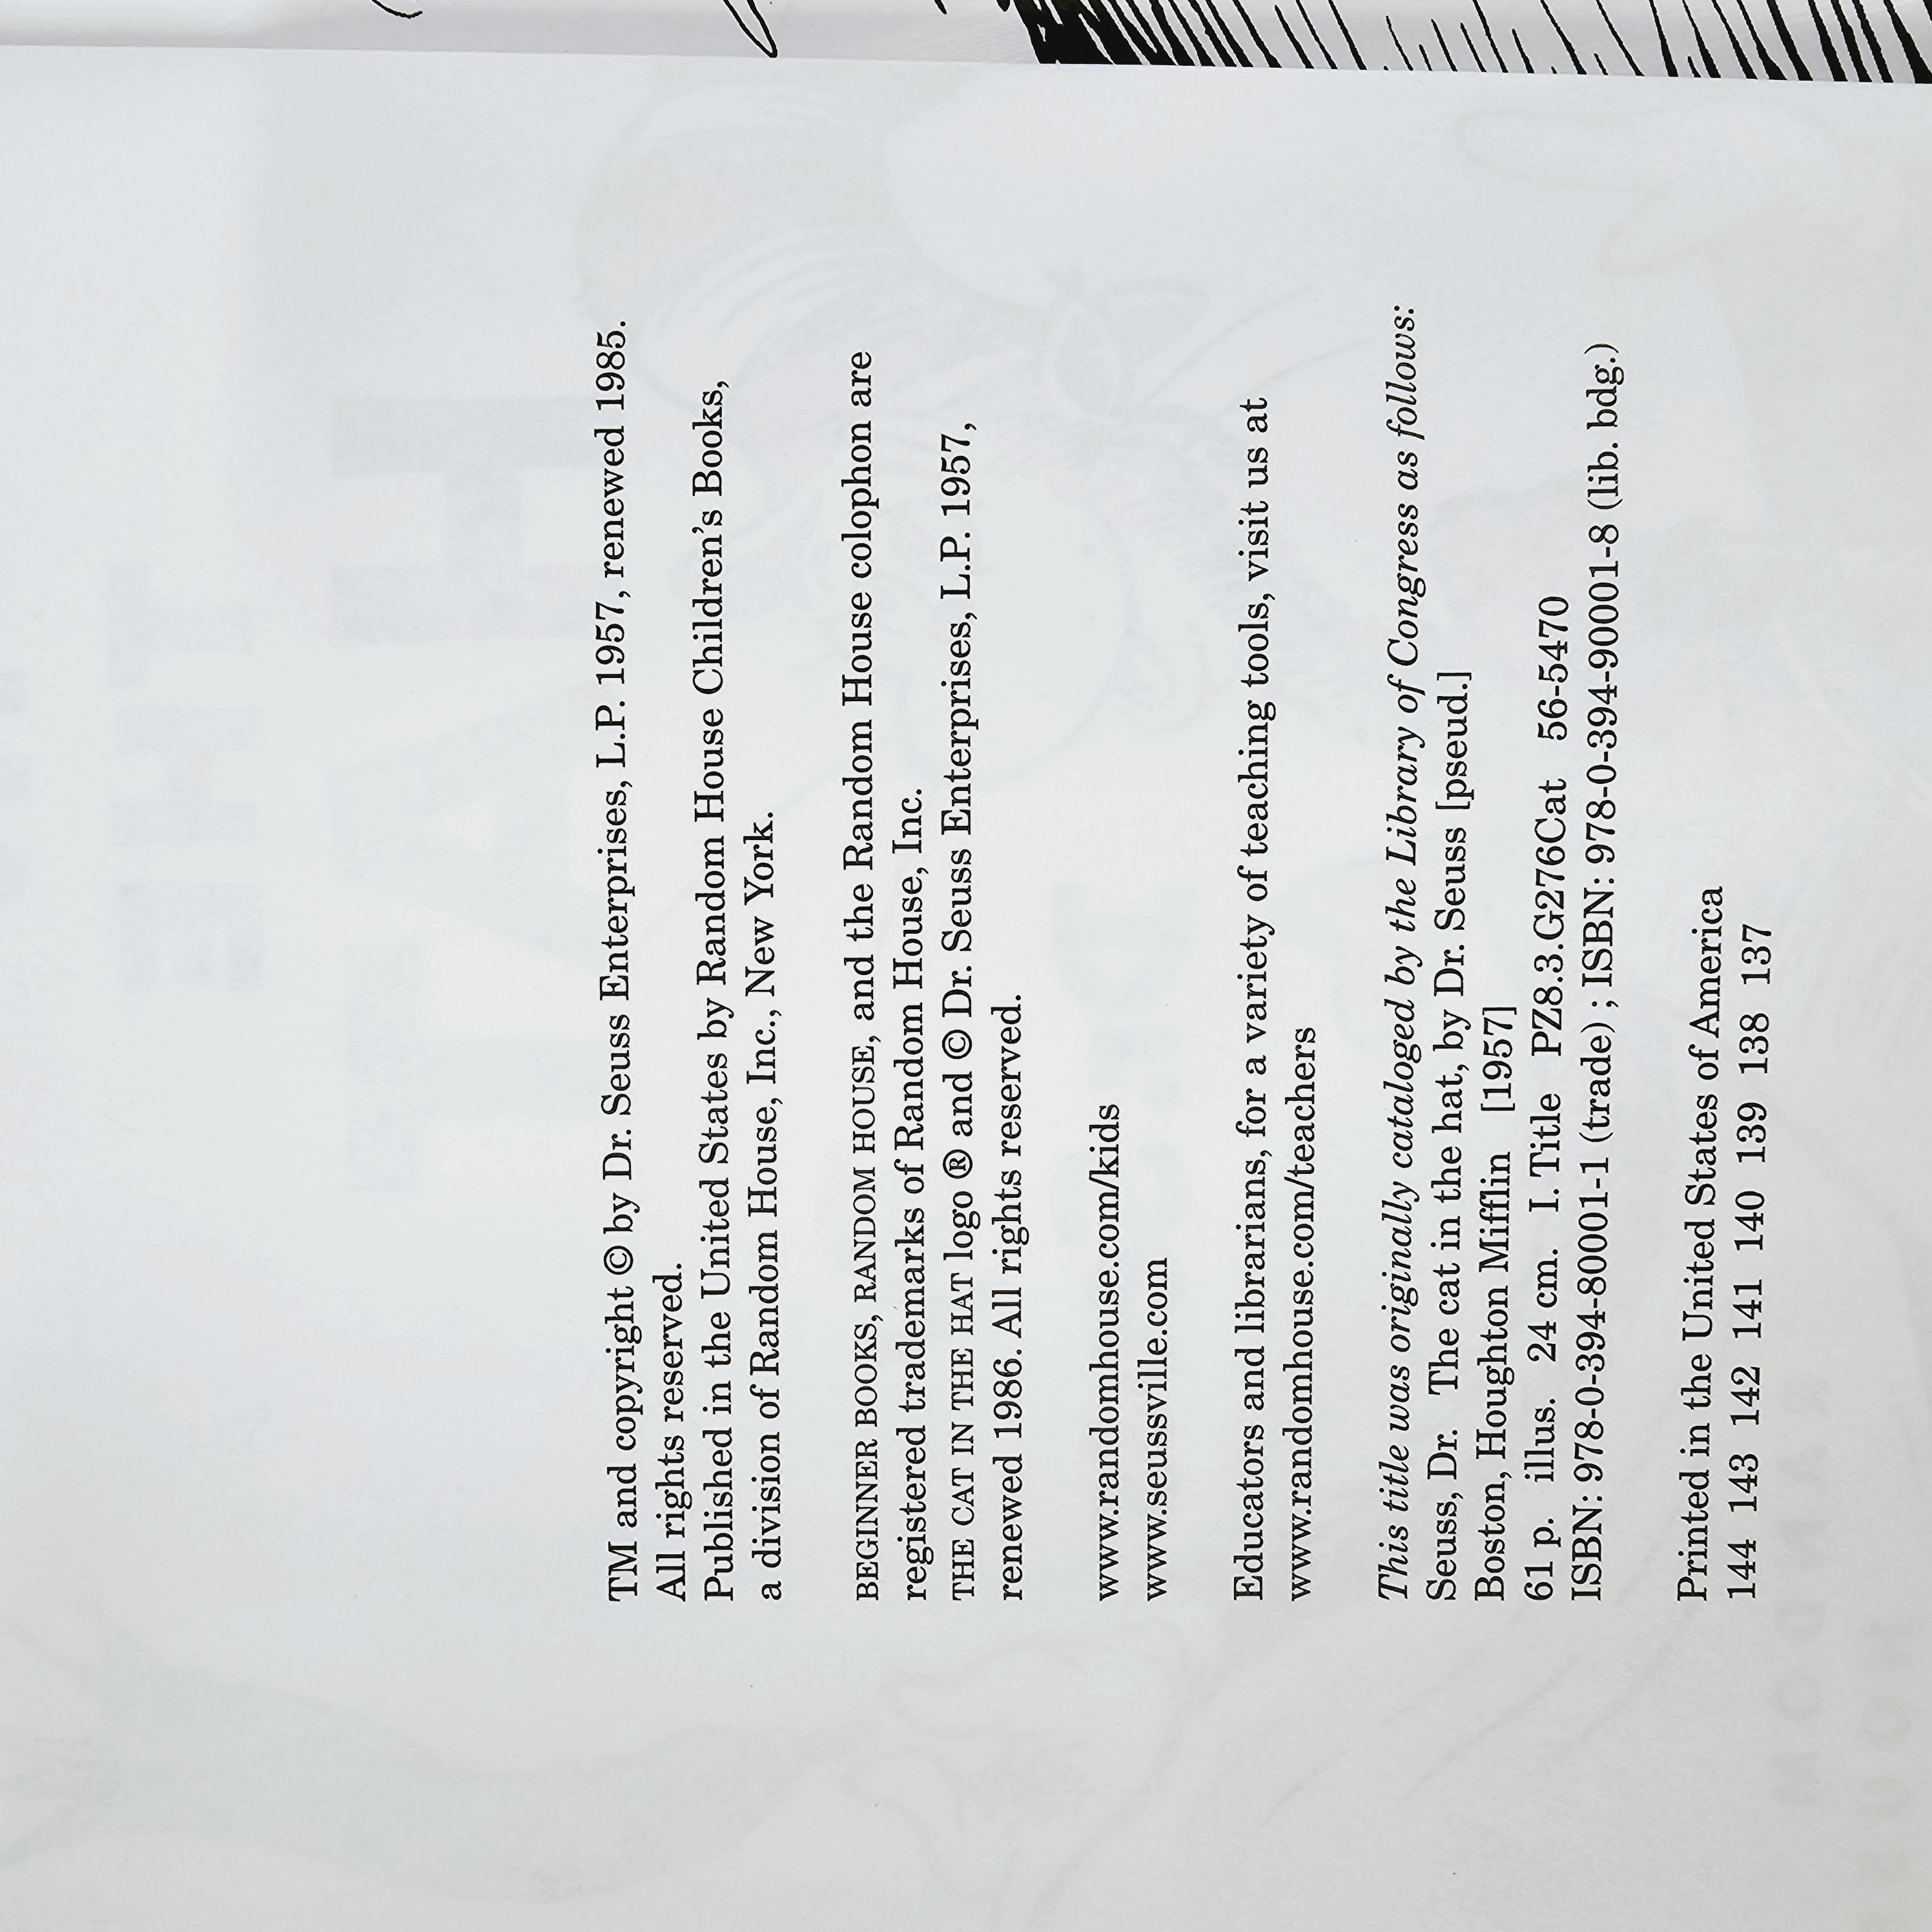 TM and copyright © by Dr. Seuss Enterprises, L.P. 1957, renewed 1985.
All rights reserved.
Published in the United States by Random House Children's Books,
a division of Random House, Inc., New York.
BEGINNER BOOKS, RANDOM HOUSE, and the Random House colophon are
registered trademarks of Random House, Inc.
THE CAT IN THE HAT logo ® and © Dr. Seuss Enterprises, L.P. 1957,
renewed 1986. All rights reserved.
www.randomhouse.com/kids
www.seussville.com
Educators and librarians, for a variety of teaching tools, visit us at
www.randomhouse.com/teachers
This title was originally cataloged by the Library of Congress as follows:
Seuss, Dr. The cat in the hat, by Dr. Seuss [pseud.]
Boston, Houghton Mifflin [1957]
61 p. illus. 24 cm. I. Title PZ8.3.G276Cat 56-5470
ISBN: 978-0-394-80001-1 (trade) ; ISBN: 978-0-394-90001-8 (lib. bdg.)
Printed in the United States of America
144 143 142 141 140 139 138 137